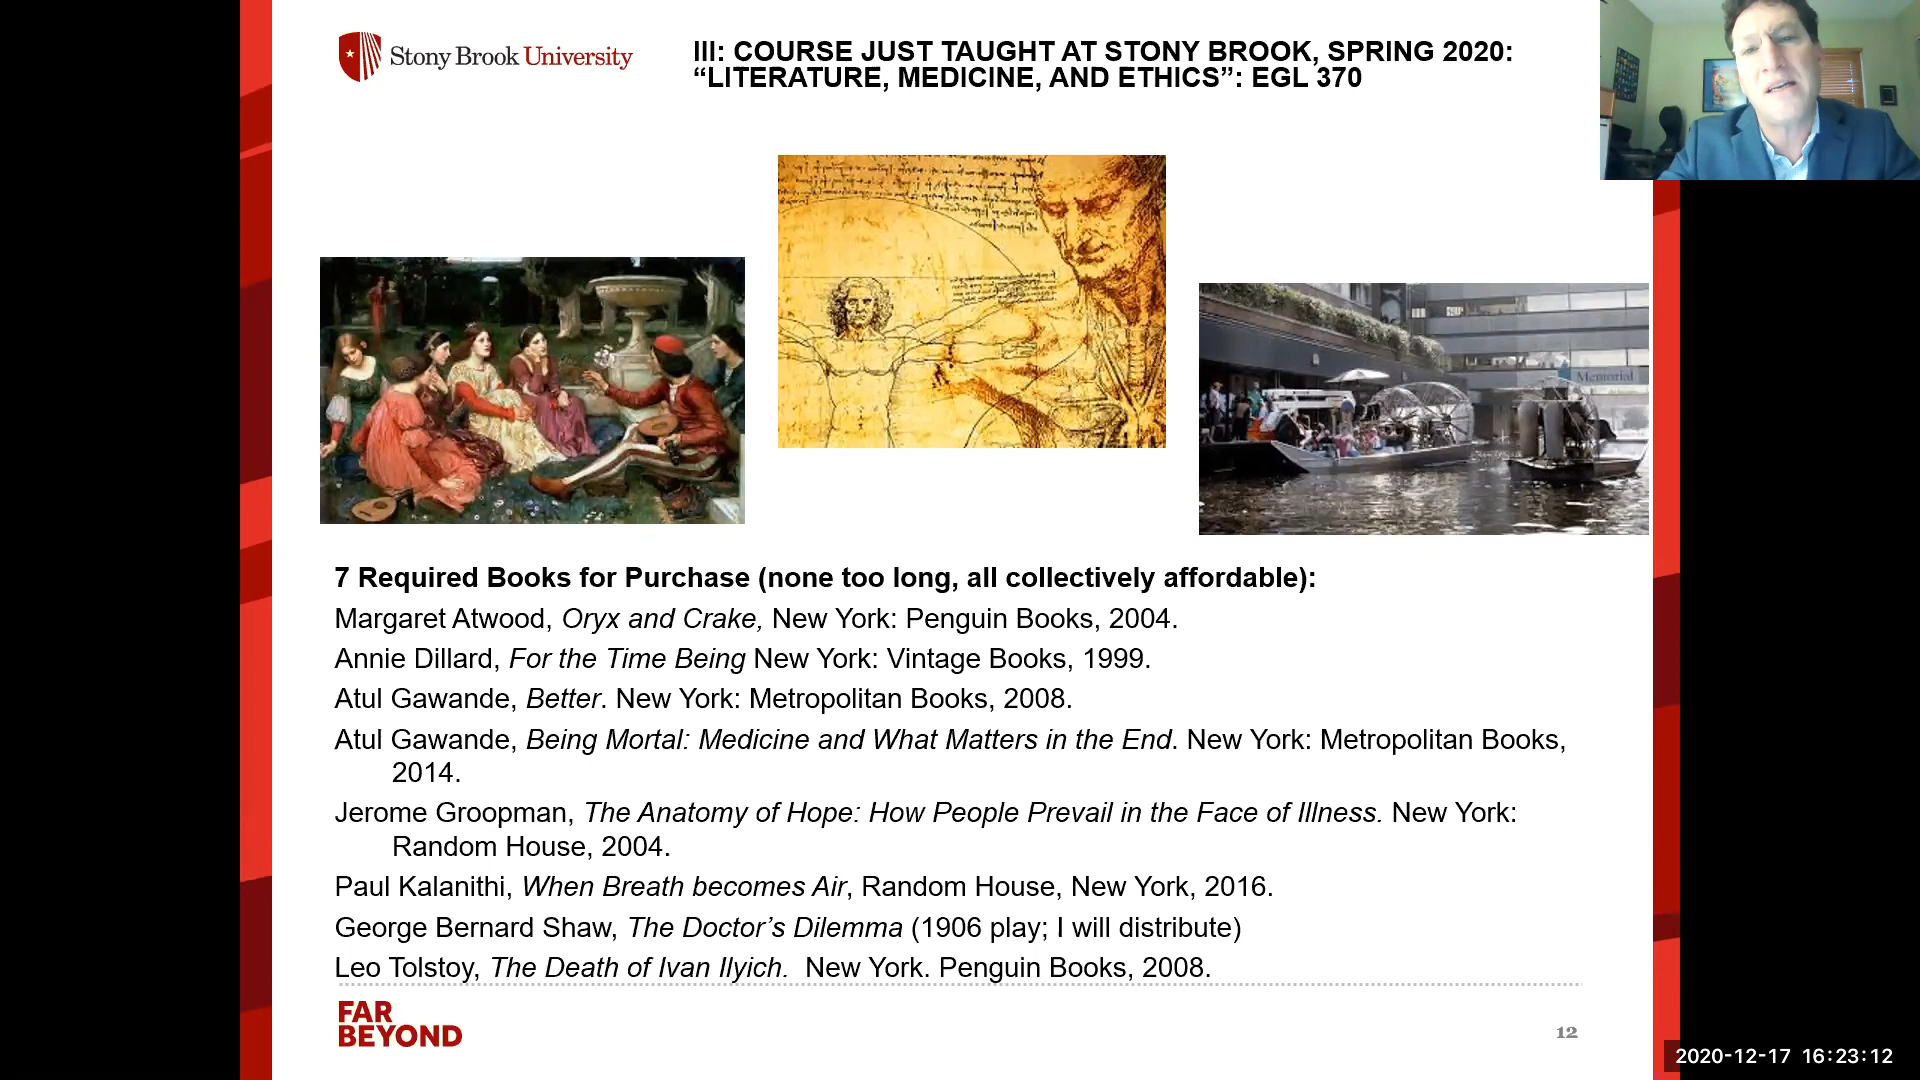 Stony Brook University
III: COURSE JUST TAUGHT AT STONY BROOK, SPRING 2020:
“LITERATURE, MEDICINE, AND ETHICS”: EGL 370
Memorial
7 Required Books for Purchase (none too long, all collectively affordable):
Margaret Atwood, Oryx and Crake, New York: Penguin Books, 2004.
Annie Dillard, For the Time Being New York: Vintage Books, 1999.
Atul Gawande, Better. New York: Metropolitan Books, 2008.
Atul Gawande, Being Mortal: Medicine and What Matters in the End. New York: Metropolitan Books,
2014.
Jerome Groopman, The Anatomy of Hope: How People Prevail in the Face of Illness. New York:
Random House, 2004.
Paul Kalanithi, When Breath becomes Air, Random House, New York, 2016.
George Bernard Shaw, The Doctor’s Dilemma (1906 play; I will distribute)
Leo Tolstoy, The Death of Ivan Ilyich. New York. Penguin Books, 2008.
FAR
BEYOND
12
2020-12-17 16:23:12